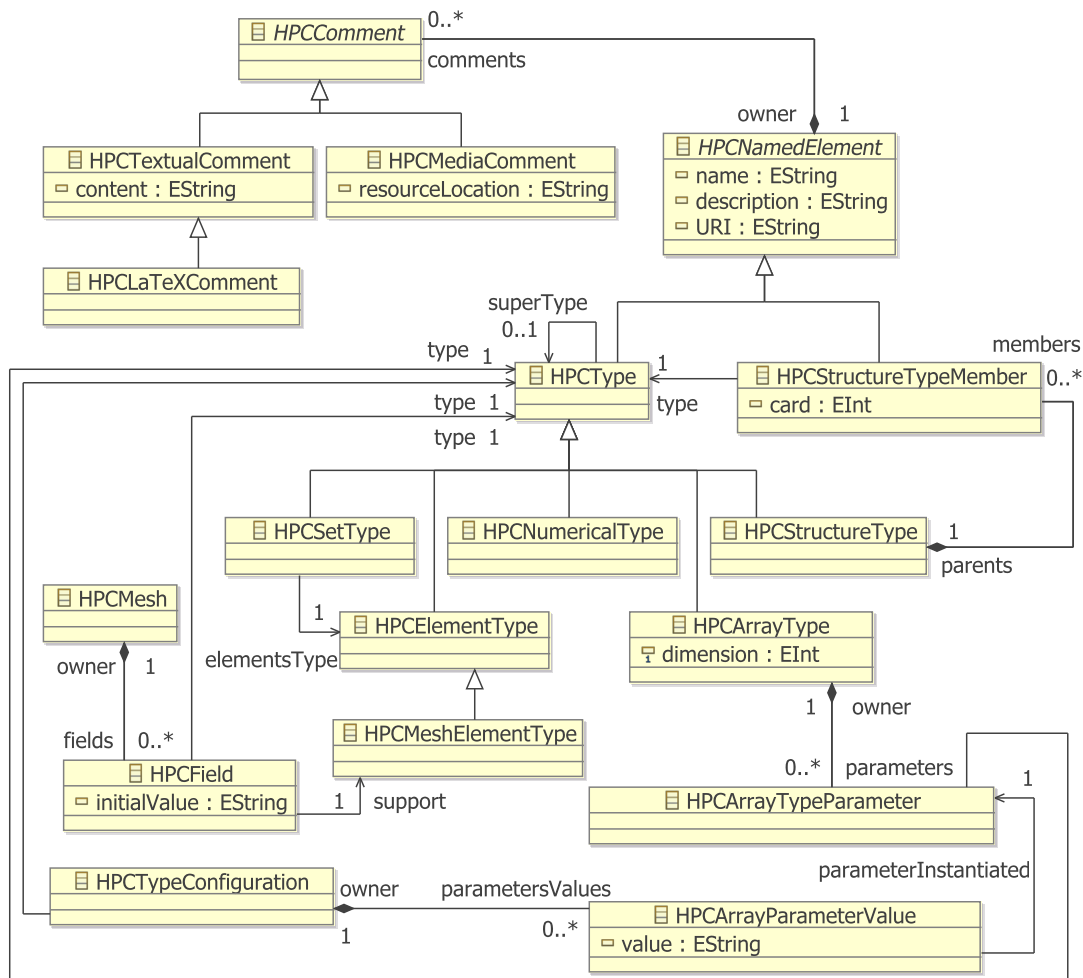 HPCComment
0..*
comments
owner 1
HPCTextualComment
content : EString
HPCMediaComment
resourceLocation : EString
HPCNamedElement
name : EString
description : EString
URI : EString
HPCLaTeXComment
superType
0..1
type 1
HPCType
1
type
HPCStructureTypeMember
card : EInt
members
0..*
type 1
type 1
HPCSetType
HPCNumericalType
HPCStructureType
1
parents
HPCMesh
owner 1
1
elementsType
HPCElementType
HPCArrayType
1 dimension : EInt
1 owner
HPCMeshElementType
fields 0..*
HPCField
initialValue : EString
1 support
0..* parameters
1
HPCArrayTypeParameter
parameterInstantiated
HPCTypeConfiguration
owner
1
parametersValues
0..*
HPCArrayParameterValue
value : EString